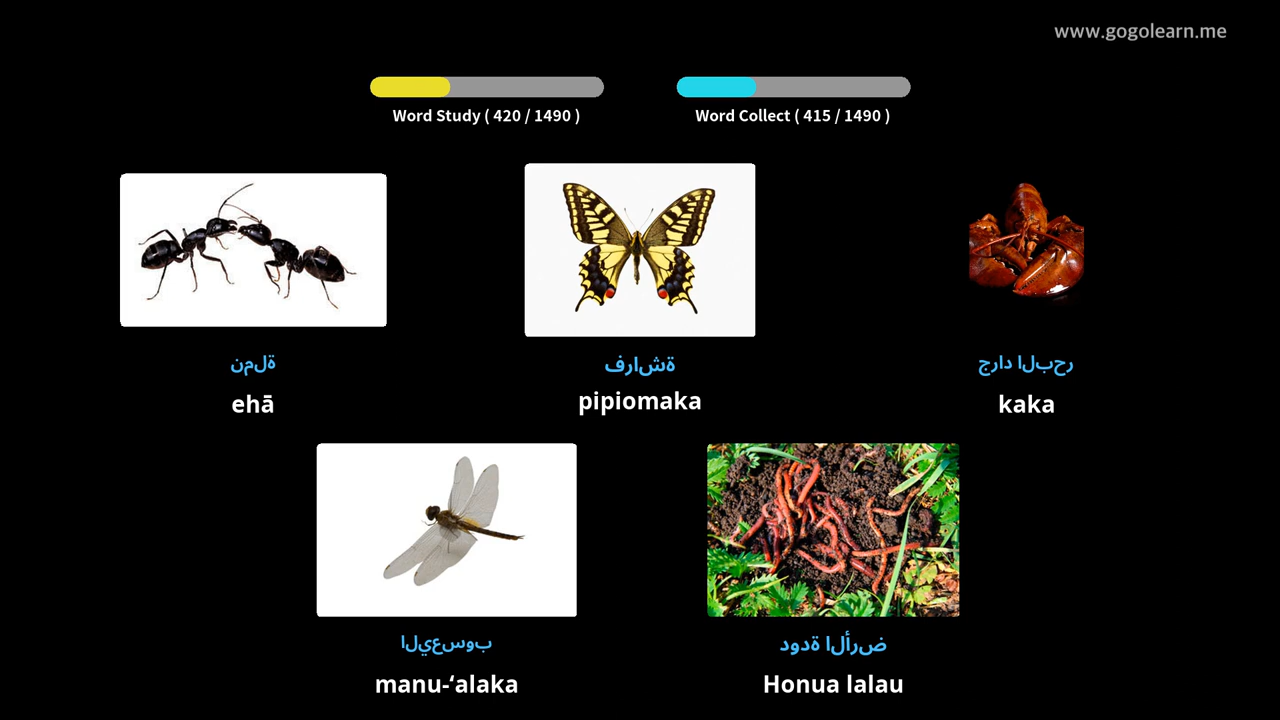 www.gogolearn.me
Word Study ( 420 / 1490 )
Word Collect ( 415 / 1490 )
نملة
ehā
فراشة
pipiomaka
جراد البحر
kaka
اليعسوب
manu-ʻalaka
دودة الأرض
Honua lalau